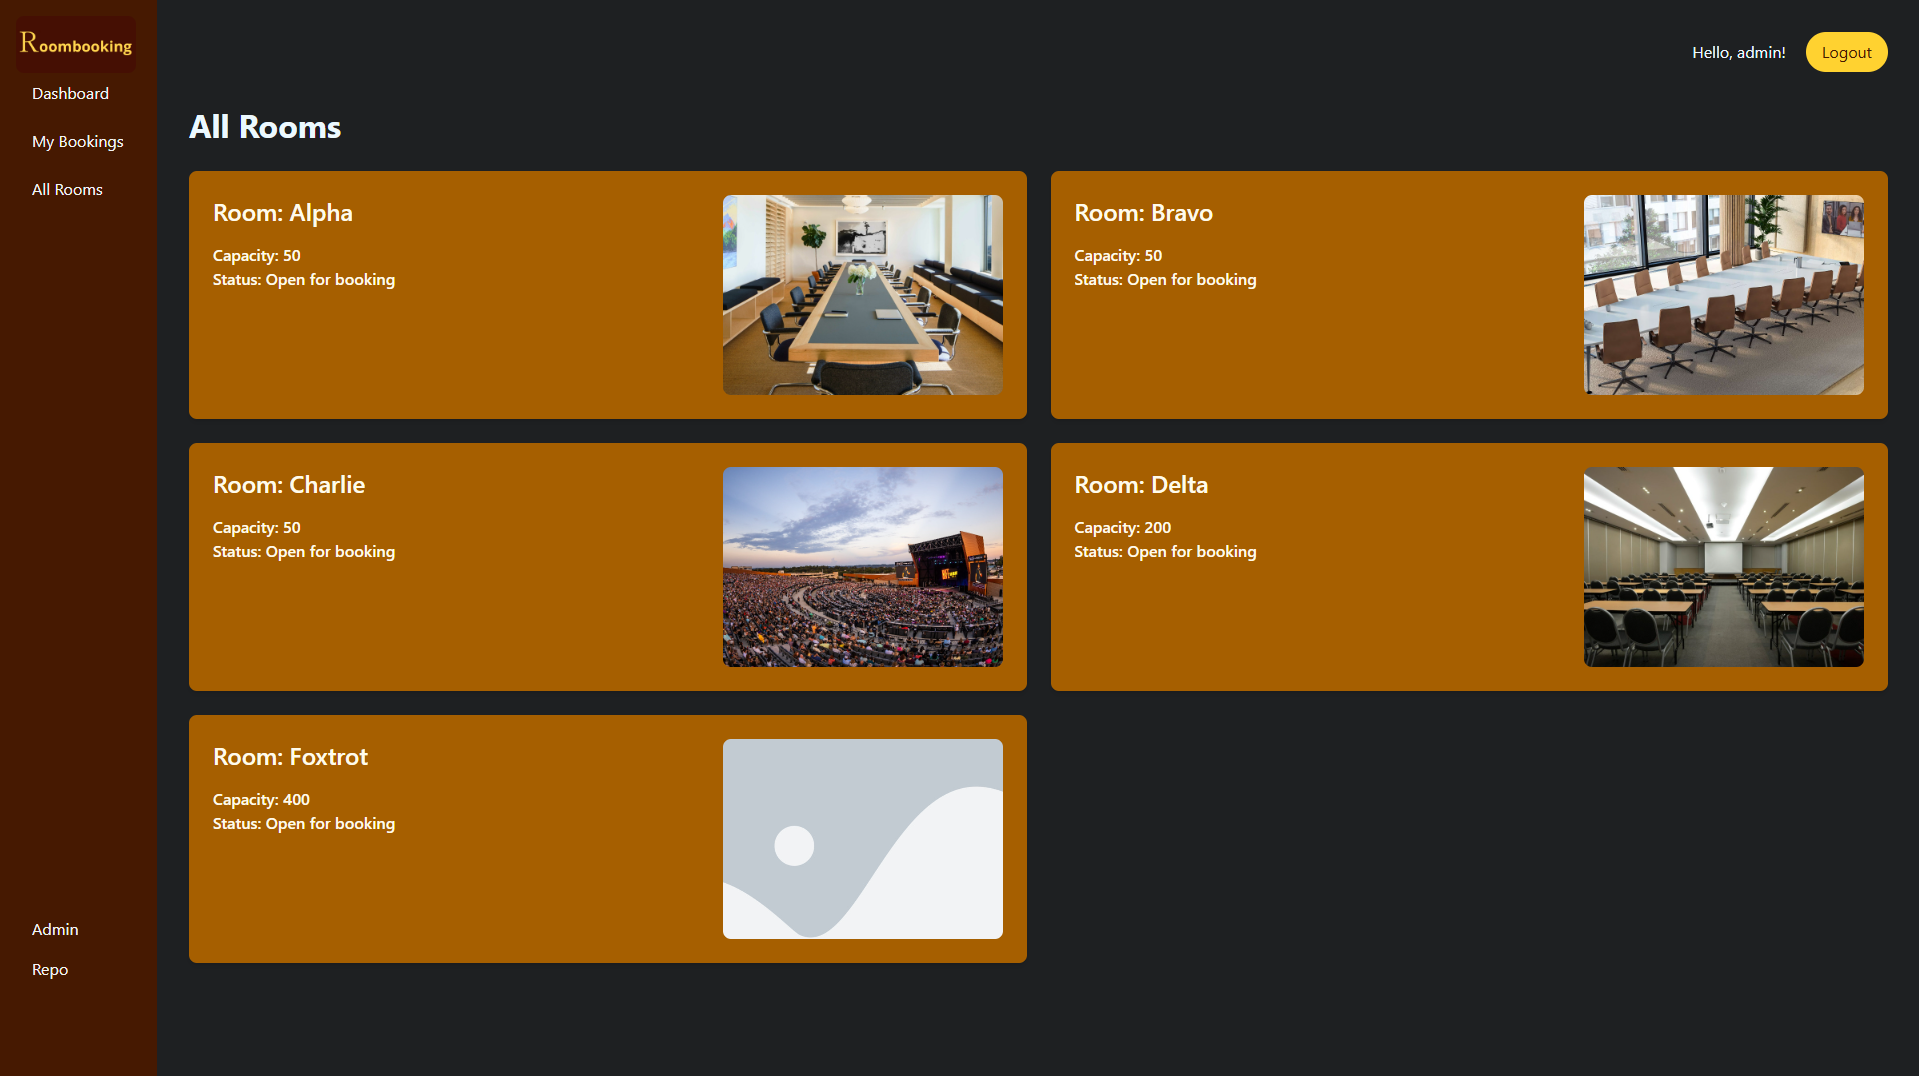 Roombooking
Dashboard
My Bookings
All Rooms
Admin
Repo
Hello, admin!
Logout
All Rooms
Room: Alpha
Capacity: 50
Status: Open for booking
Room: Bravo
Capacity: 50
Status: Open for booking
Room: Charlie
Capacity: 50
Status: Open for booking
Room: Delta
Capacity: 200
Status: Open for booking
Room: Foxtrot
Capacity: 400
Status: Open for booking